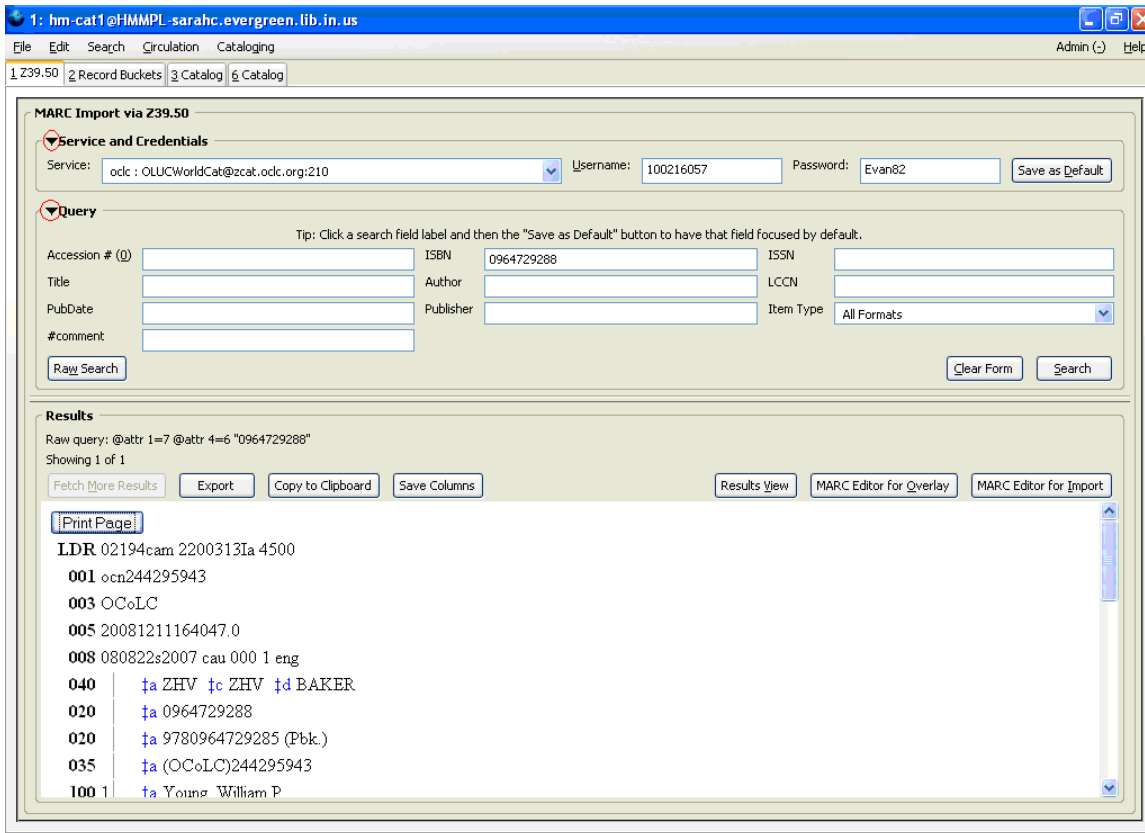 1: hm-cat1@HMMPL-sarahc.evergreen.lib.in.us
File Edit Search Circulation Cataloging Admin (-) Help
1 Z39.50 2 Record Buckets 3 Catalog 6 Catalog
MARC Import via Z39.50
Service and Credentials
Service: oclc : OLUCWorldCat@zcat.oclc.org:210 Username: 100216057 Password: Evan82 Save as Default
Query
Tip: Click a search field label and then the "Save as Default" button to have that field focused by default.
Accession # (0) ISBN 0964729288 ISSN
Title Author LCCN
PubDate Publisher Item Type All Formats
#comment
Raw Search Clear Form Search
Results
Raw query: @attr 1=7 @attr 4=6 "0964729288"
Showing 1 of 1
Fetch More Results Export Copy to Clipboard Save Columns Results View MARC Editor for Overlay MARC Editor for Import
Print Page
LDR 02194cam 2200313Ia 4500
001 ocn244295943
003 OCoLC
005 20081211164047.0
008 080822s2007 cau 000 1 eng
040 ‡a ZHV ‡c ZHV ‡d BAKER
020 ‡a 0964729288
020 ‡a 9780964729285 (Pbk.)
035 ‡a (OCoLC)244295943
100 1 ‡a Young, William P.